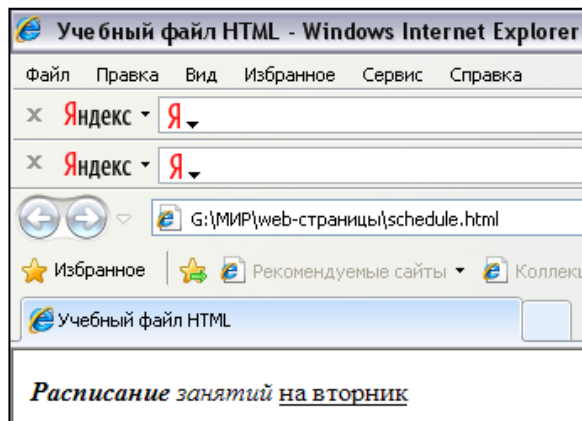 Учебный файл HTML - Windows Internet Explorer
Файл Правка Вид Избранное Сервис Справка
Яндекс Я
Яндекс Я
G:\МИР\web-страницы\schedule.html
Избранное Рекомендуемые сайты Коллекц
Учебный файл HTML
Расписание занятий на вторник